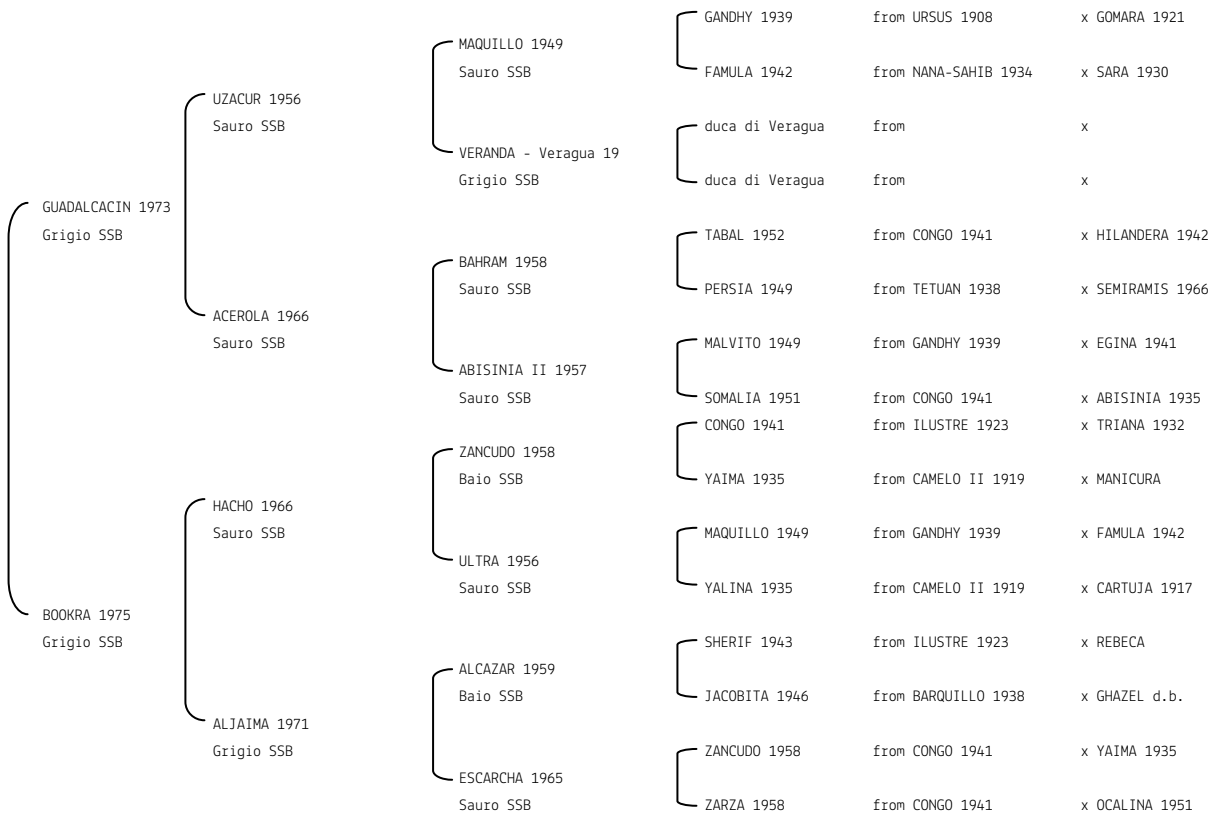 GANDHY 1939 from URSUS 1908 x GOMARA 1921
MAQUILLO 1949
Sauro SSB
FAMULA 1942 from NANA-SAHIB 1934 x SARA 1930
UZACUR 1956
Sauro SSB
duca di Veragua from x
VERANDA - Veragua 19
Grigio SSB
duca di Veragua from x
GUADALCACIN 1973
Grigio SSB
TABAL 1952 from CONGO 1941 x HILANDERA 1942
BAHRAM 1958
Sauro SSB
PERSIA 1949 from TETUAN 1938 x SEMIRAMIS 1966
ACEROLA 1966
Sauro SSB
MALVITO 1949 from GANDHY 1939 x EGINA 1941
ABISINIA II 1957
Sauro SSB
SOMALIA 1951 from CONGO 1941 x ABISINIA 1935
CONGO 1941 from ILUSTRE 1923 x TRIANA 1932
ZANCUDO 1958
Baio SSB
YAIMA 1935 from CAMELO II 1919 x MANICURA
HACHO 1966
Sauro SSB
MAQUILLO 1949 from GANDHY 1939 x FAMULA 1942
ULTRA 1956
Sauro SSB
YALINA 1935 from CAMELO II 1919 x CARTUJA 1917
BOOKRA 1975
Grigio SSB
SHERIF 1943 from ILUSTRE 1923 x REBECA
ALCAZAR 1959
Baio SSB
JACOBITA 1946 from BARQUILLO 1938 x GHAZEL d.b.
ALJAIMA 1971
Grigio SSB
ZANCUDO 1958 from CONGO 1941 x YAIMA 1935
ESCARCHA 1965
Sauro SSB
ZARZA 1958 from CONGO 1941 x OCALINA 1951